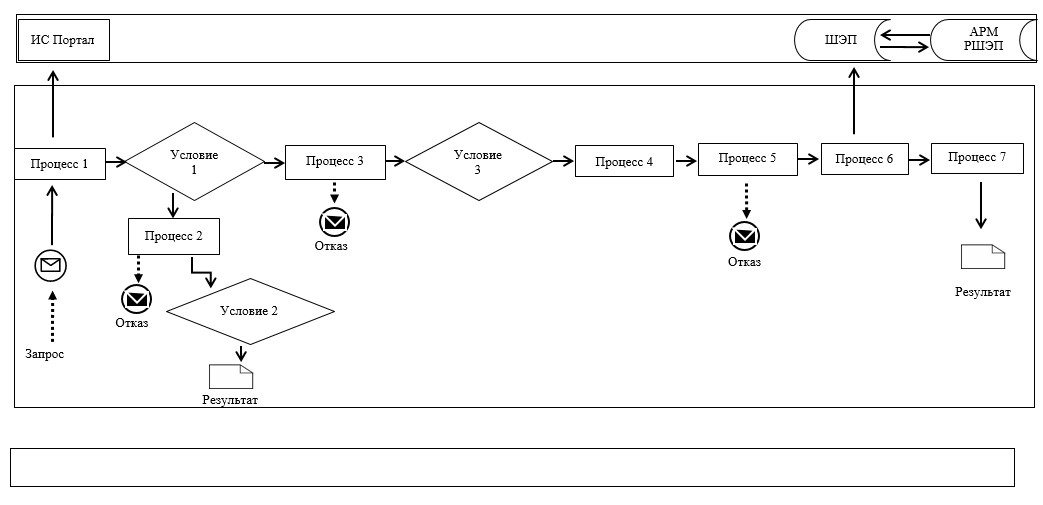 ИС Портал
ШЭП
АРМ
РШЭП
Процесс 1
Условие
1
Процесс 3
Условие
3
Процесс 4
Процесс 5
Процесс 6
Процесс 7
Процесс 2
Отказ
Отказ
Отказ
Условие 2
Запрос
Результат
Результат